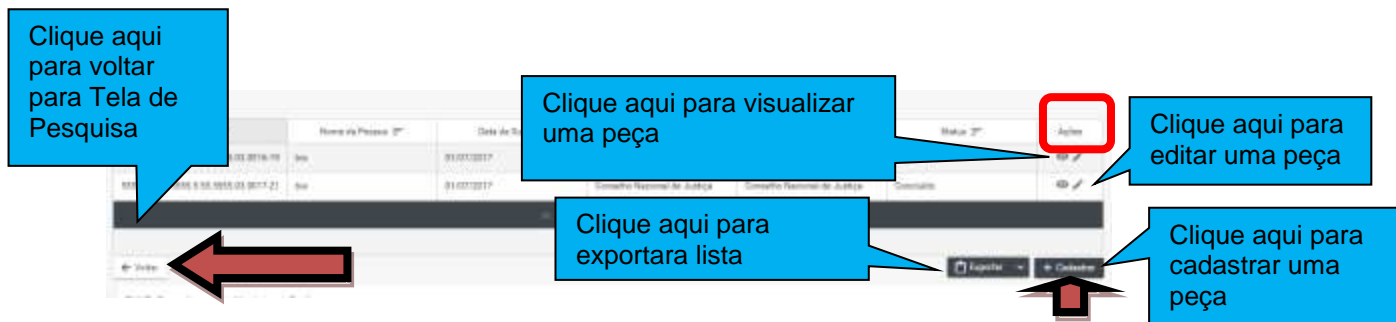 Clique aqui
para voltar
para Tela de
Pesquisa
Clique aqui para visualizar
uma peça
Clique aqui para
editar uma peça
Nome da Pessoa
Data da
Status
Ações
01/07/2017
01/07/2017 Conselho Nacional de Justiça Conselho Nacional de Justiça
Clique aqui para
exportara lista
Clique aqui para
cadastrar uma
peça
Voltar
Exportar
+ Cadastrar